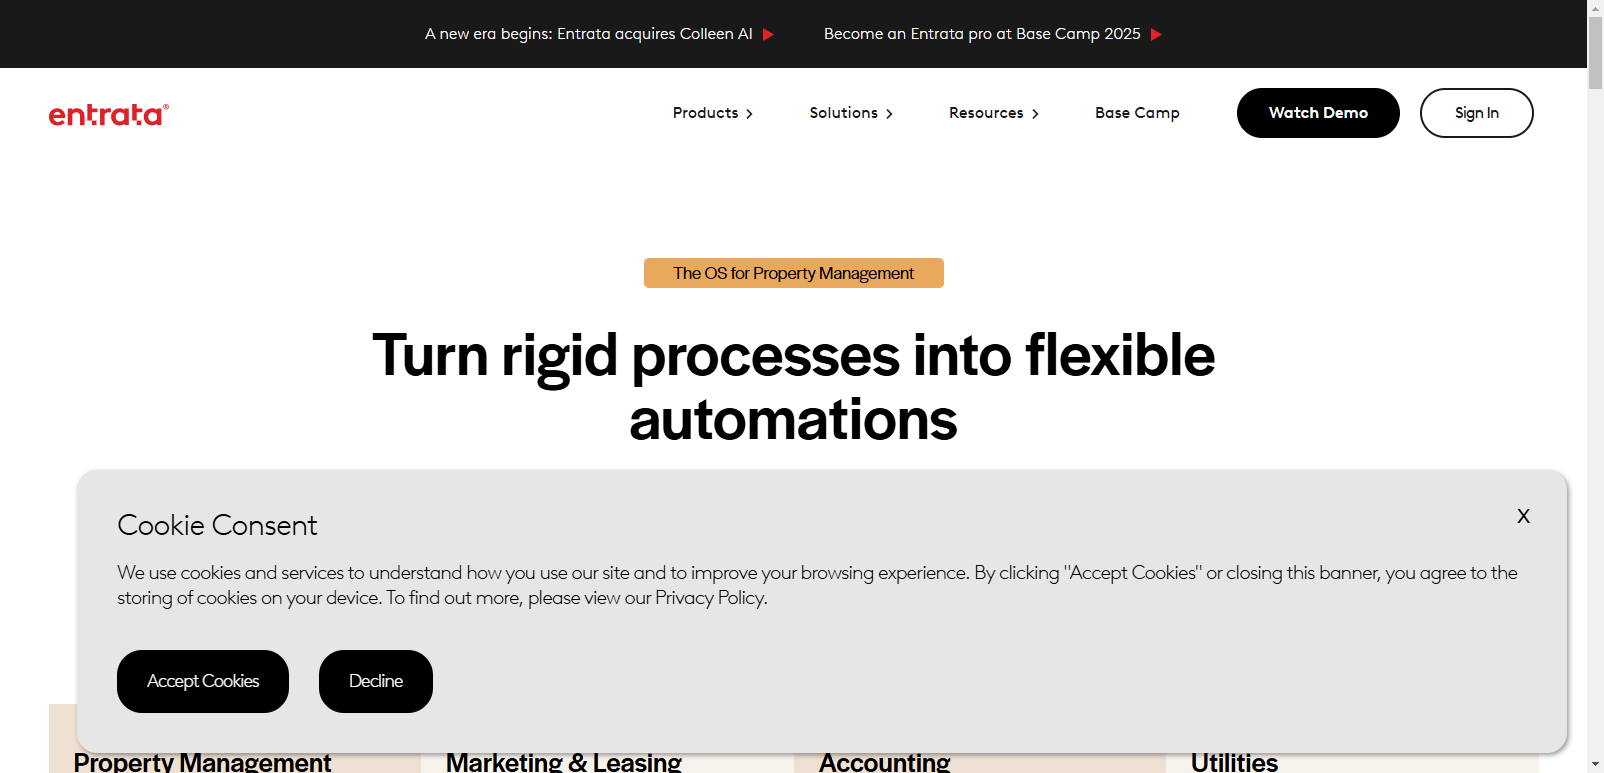 A new era begins: Entrata acquires Colleen AI
Become an Entrata pro at Base Camp 2025
entrata®
Products
Solutions
Resources
Base Camp
Watch Demo
Sign In
The OS for Property Management
Turn rigid processes into flexible
automations
Cookie Consent
X
We use cookies and services to understand how you use our site and to improve your browsing experience. By clicking "Accept Cookies" or closing this banner, you agree to the
storing of cookies on your device. To find out more, please view our Privacy Policy.
Accept Cookies
Decline
Property Management
Marketing & Leasing
Accounting
Utilities